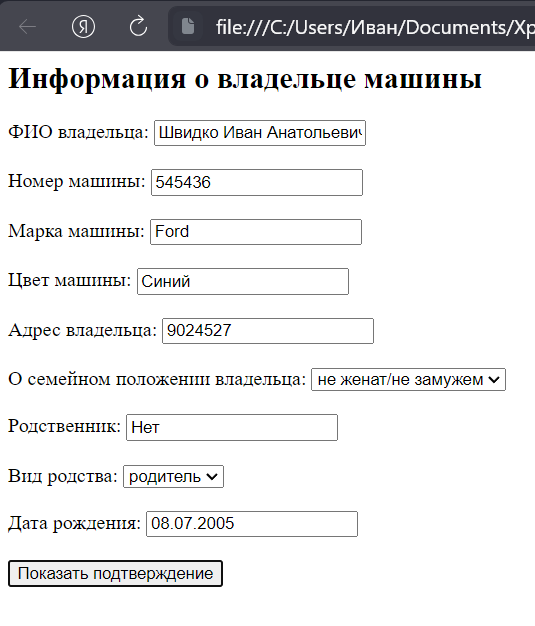 Я file:///C:/Users/Иван/Documents/Хр
Информация о владельце машины
ФИО владельца: Швидко Иван Анатольевич
Номер машины: 545436
Марка машины: Ford
Цвет машины: Синий
Адрес владельца: 9024527
О семейном положении владельца: не женат/не замужем
Родственник: Нет
Вид родства: родитель
Дата рождения: 08.07.2005
Показать подтверждение